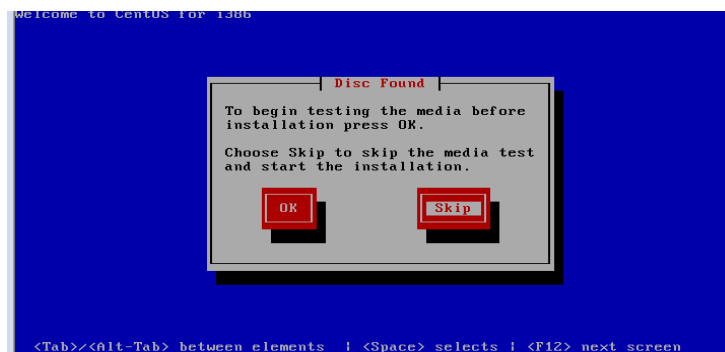 Welcome to CentOS for i386
Disc Found
To begin testing the media before
installation press OK.
Choose Skip to skip the media test
and start the installation.
OK
Skip
<Tab>/<Alt-Tab> between elements | <Space> selects | <F12> next screen